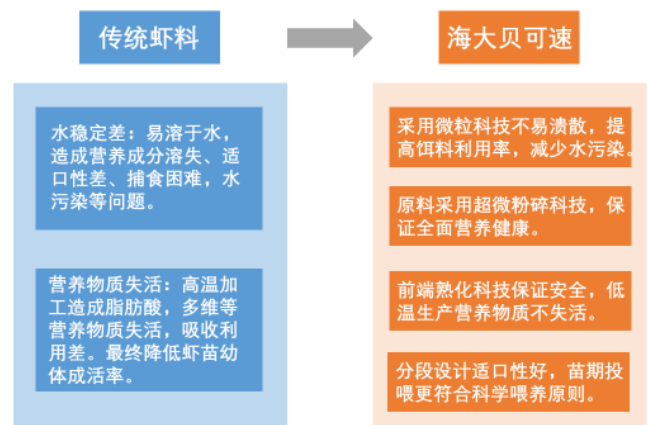 传统虾料
海大贝可速
水稳定差：易溶于水，
造成营养成分溶失、适
口性差、捕食困难，水
污染等问题。
营养物质失活：高温加
工造成脂肪酸，多维等
营养物质失活，吸收利
用差。最终降低虾苗幼
体成活率。
采用微粒科技不易溃散，提
高饵料利用率，减少水污染。
原料采用超微粉碎科技，保
证全面营养健康。
前端熟化科技保证安全，低
温生产营养物质不失活。
分段设计适口性好，苗期投
喂更符合科学喂养原则。